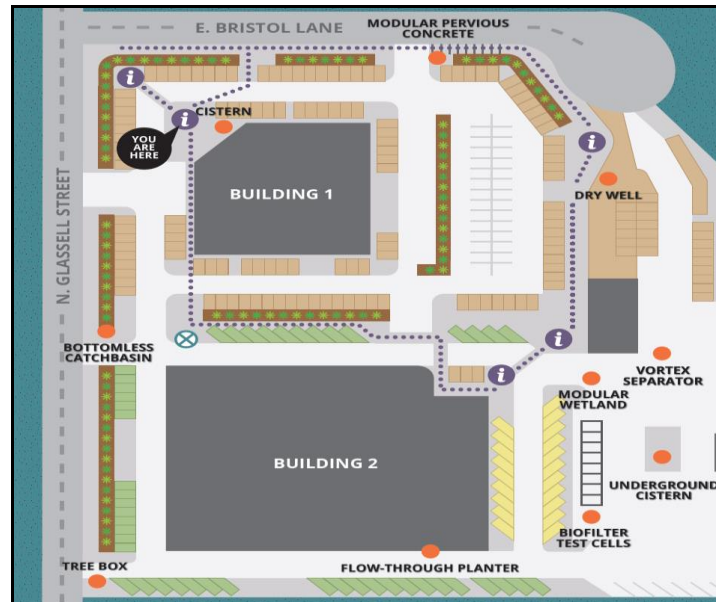 E. BRISTOL LANE
MODULAR PERVIOUS
CONCRETE
i
i
CISTERN
YOU
ARE
HERE
i
BUILDING 1
DRY WELL
N. GLASSELL STREET
BOTTOMLESS
CATCHBASIN
i
i
VORTEX
SEPARATOR
MODULAR
WETLAND
BUILDING 2
UNDERGROUND
CISTERN
BIOFILTER
TEST CELLS
TREE BOX
FLOW-THROUGH PLANTER